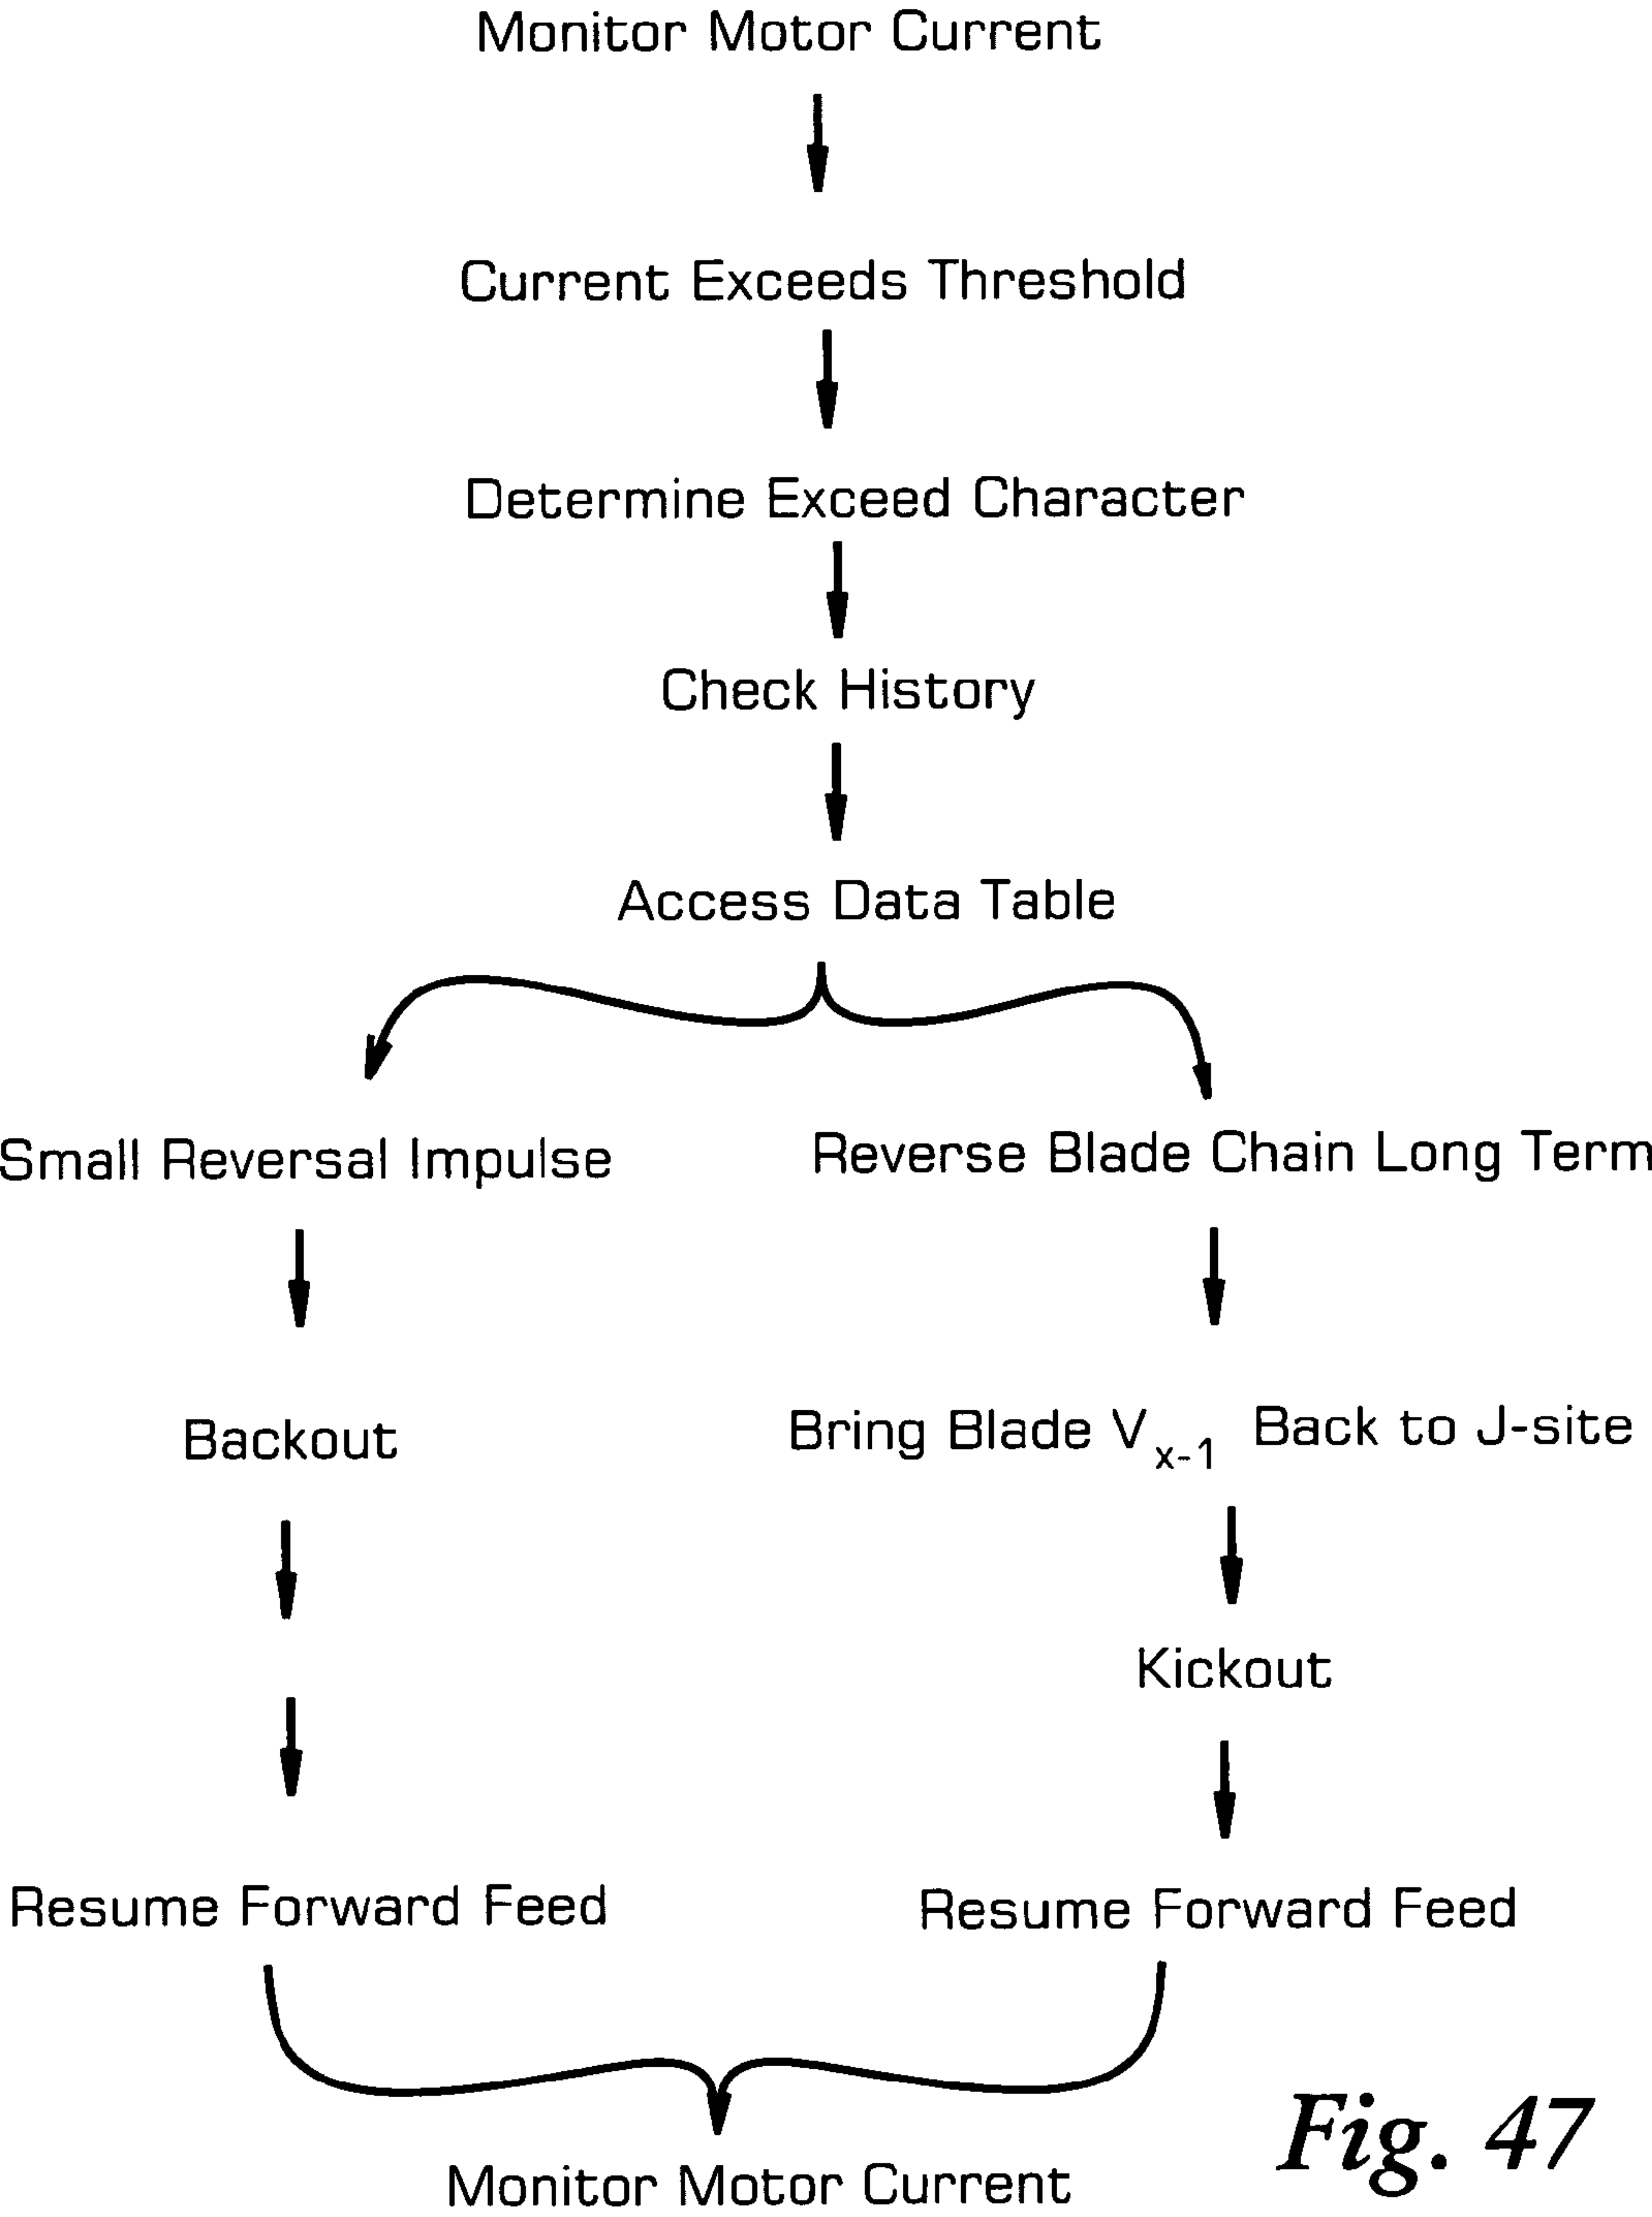 Monitor Motor Current
Current Exceeds Threshold
Determine Exceed Character
Check History
Access Data Table
Small Reversal Impulse
Reverse Blade Chain Long Term
Backout
Bring Blade V x-1 Back to J-site
Kickout
Resume Forward Feed
Resume Forward Feed
Monitor Motor Current
Fig. 47